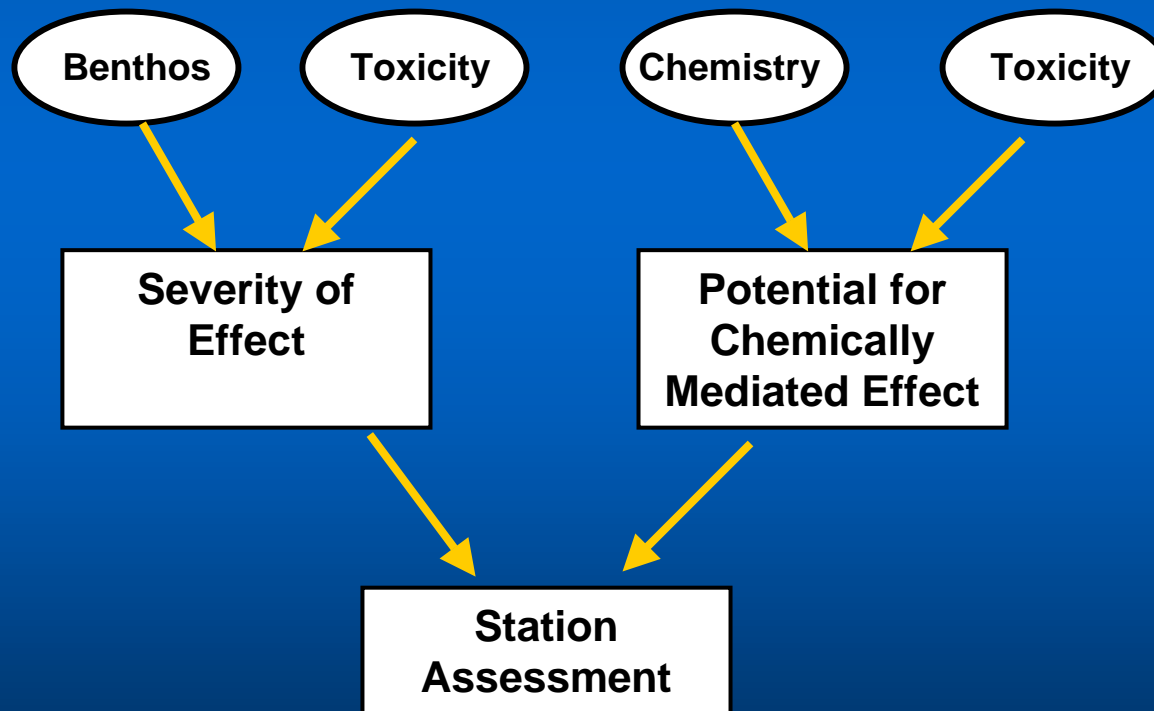 Benthos
Toxicity
Chemistry
Toxicity
Severity of
Effect
Potential for
Chemically
Mediated Effect
Station
Assessment